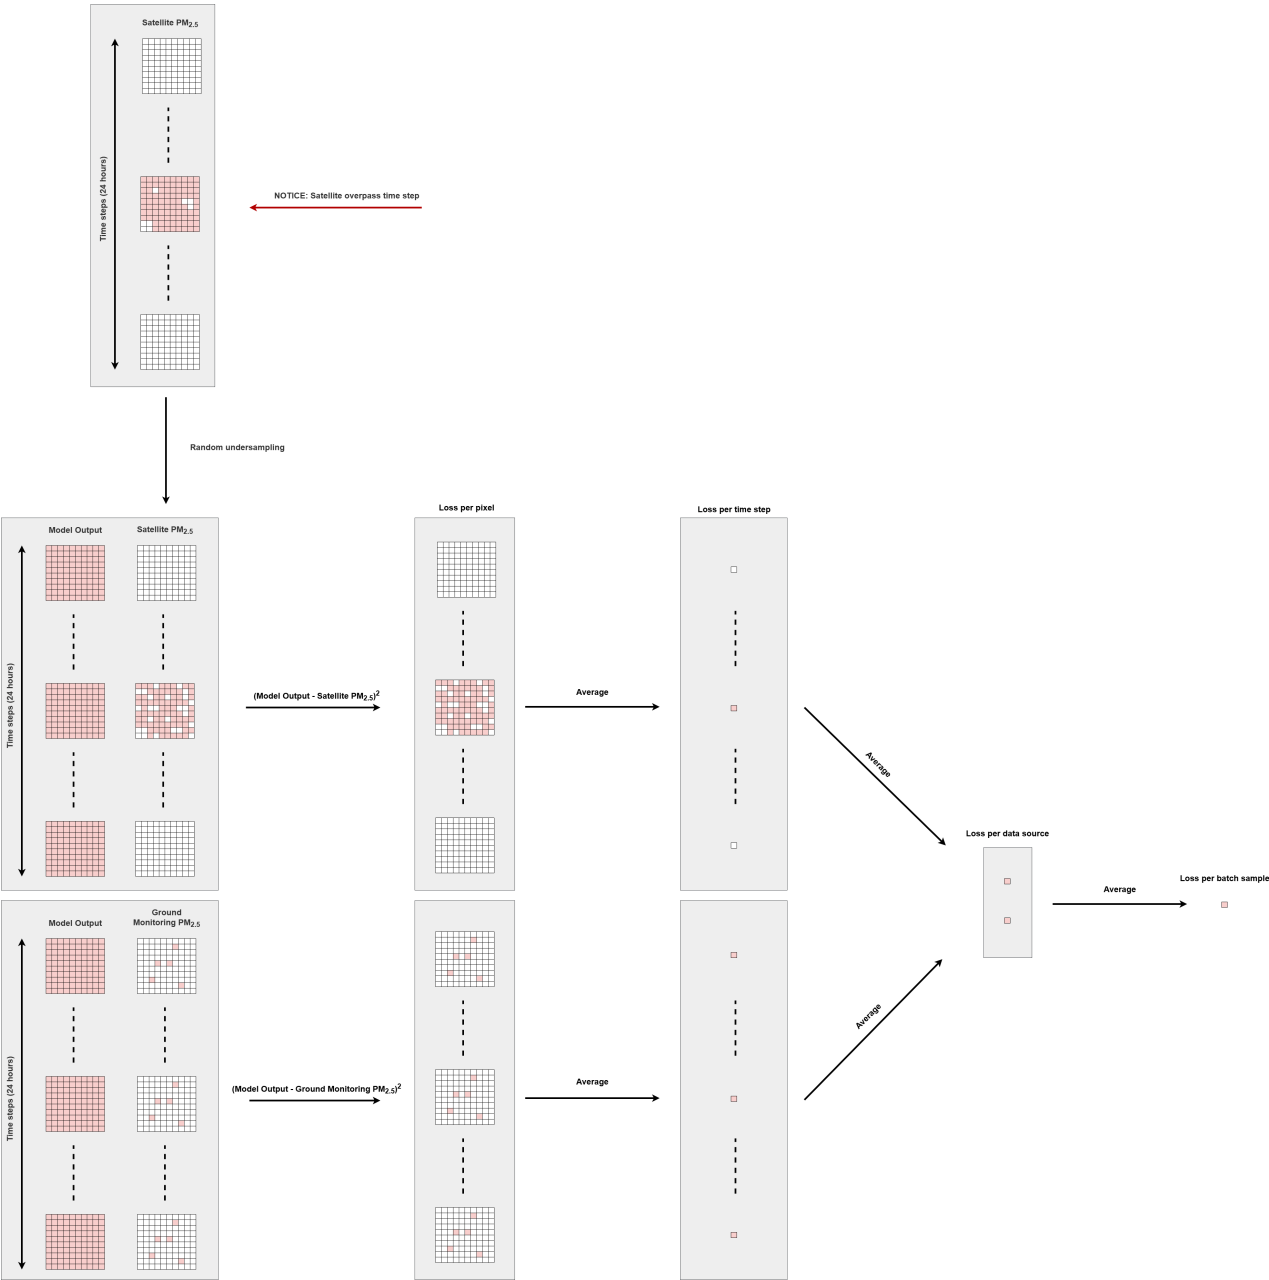 Satellite PM2.5
Time steps (24 hours)
NOTICE: Satellite overpass time step
Random undersampling
Loss per pixel
Loss per time step
Model Output
Satellite PM2.5
Time steps (24 hours)
(Model Output - Satellite PM2.5)2
Average
Average
Loss per data source
Loss per batch sample
Average
Model Output
Ground
Monitoring PM2.5
Time steps (24 hours)
(Model Output - Ground Monitoring PM2.5)2
Average
Average